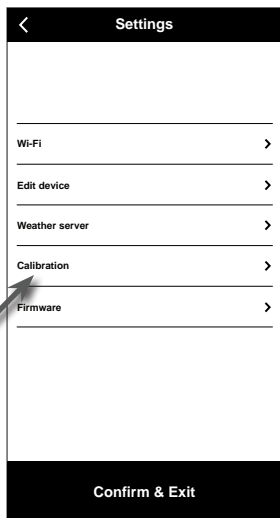 Settings
Wi-Fi
Edit device
Weather server
Calibration
Firmware
Confirm & Exit